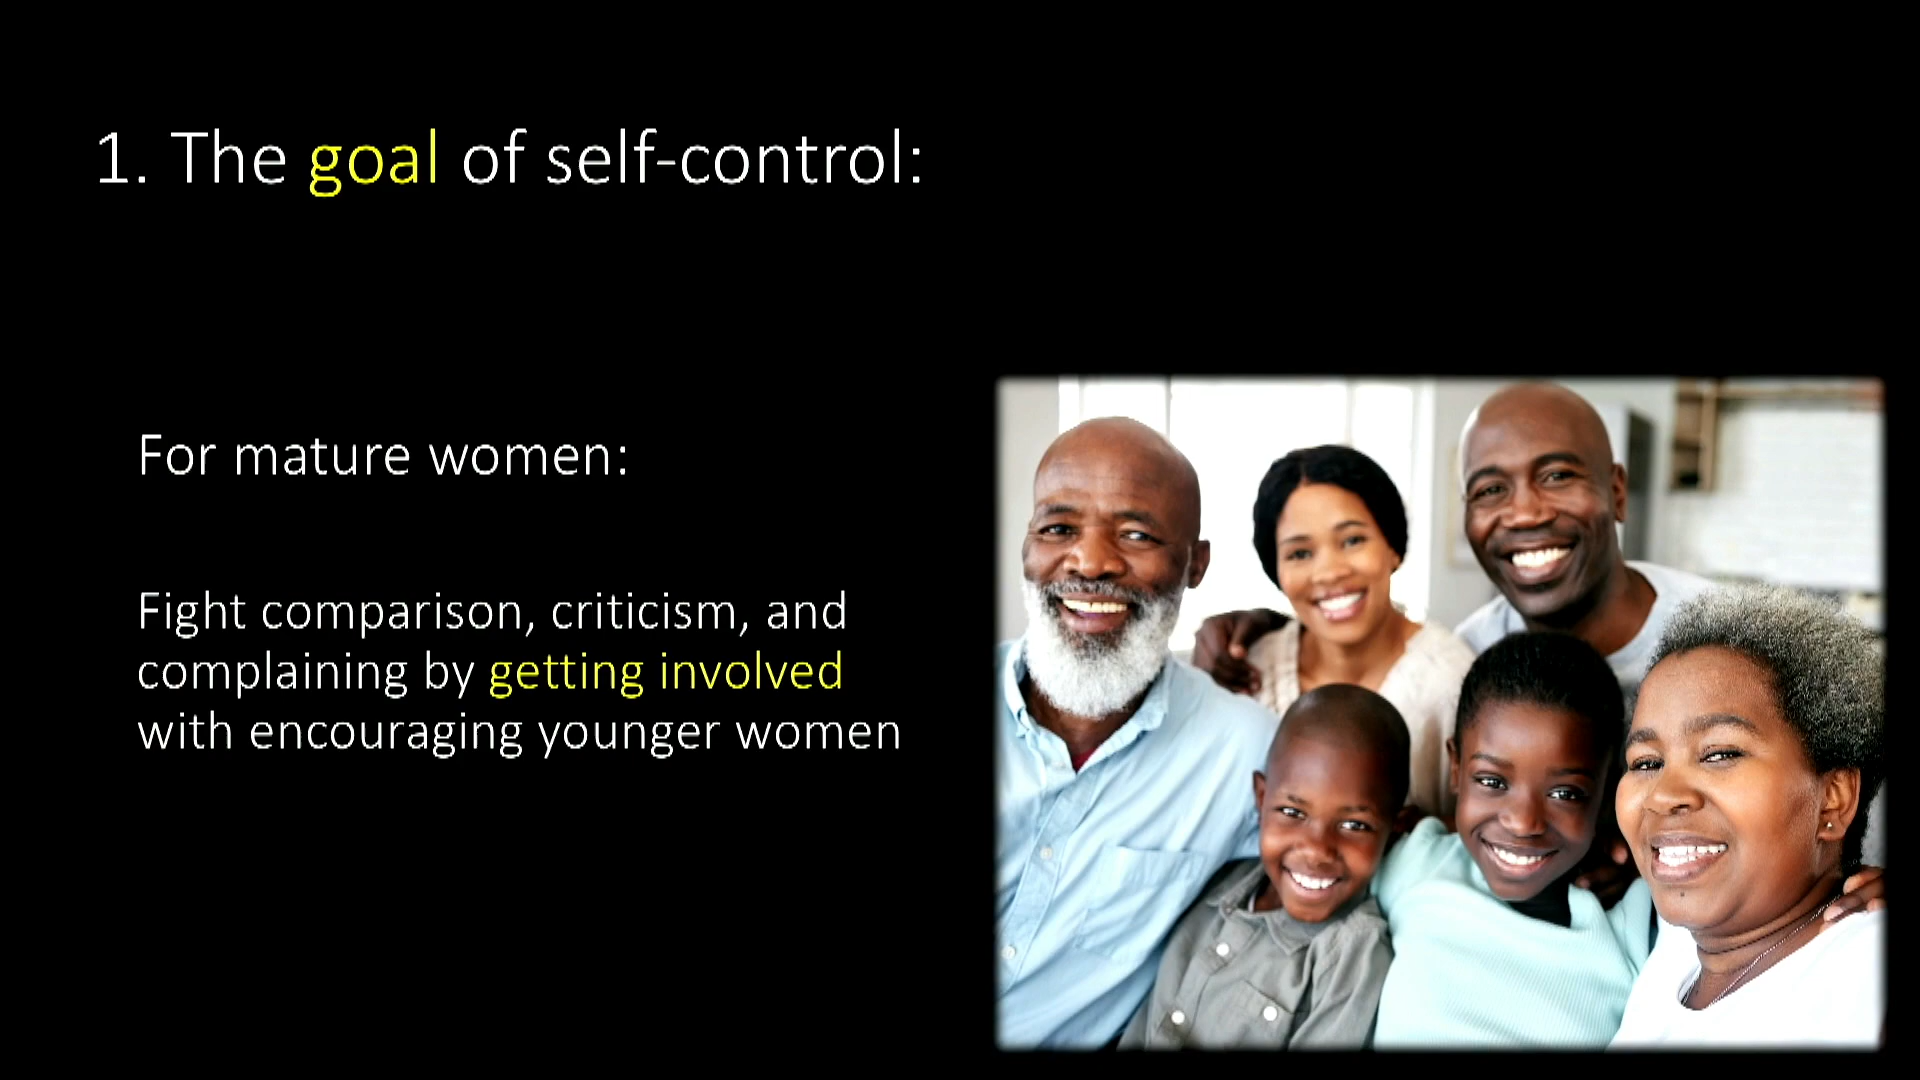 1. The goal of self-control:
For mature women:
Fight comparison, criticism, and
complaining by getting involved
with encouraging younger women